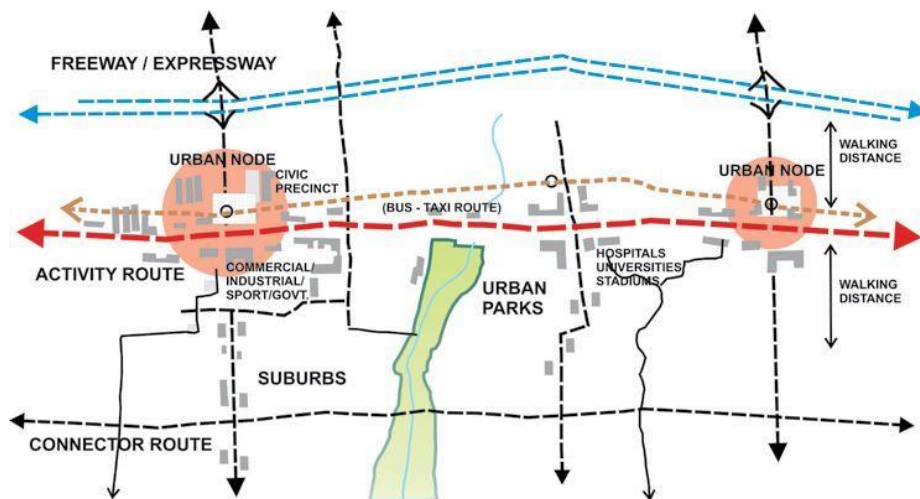 FREEWAY / EXPRESSWAY
URBAN NODE
CIVIC
PRECINCT
URBAN NODE
WALKING
DISTANCE
(BUS - TAXI ROUTE)
ACTIVITY ROUTE
COMMERCIAL/
INDUSTRIAL/
SPORT/GOVT.
URBAN
PARKS
HOSPITALS
UNIVERSITIES
STADIUMS
WALKING
DISTANCE
SUBURBS
CONNECTOR ROUTE